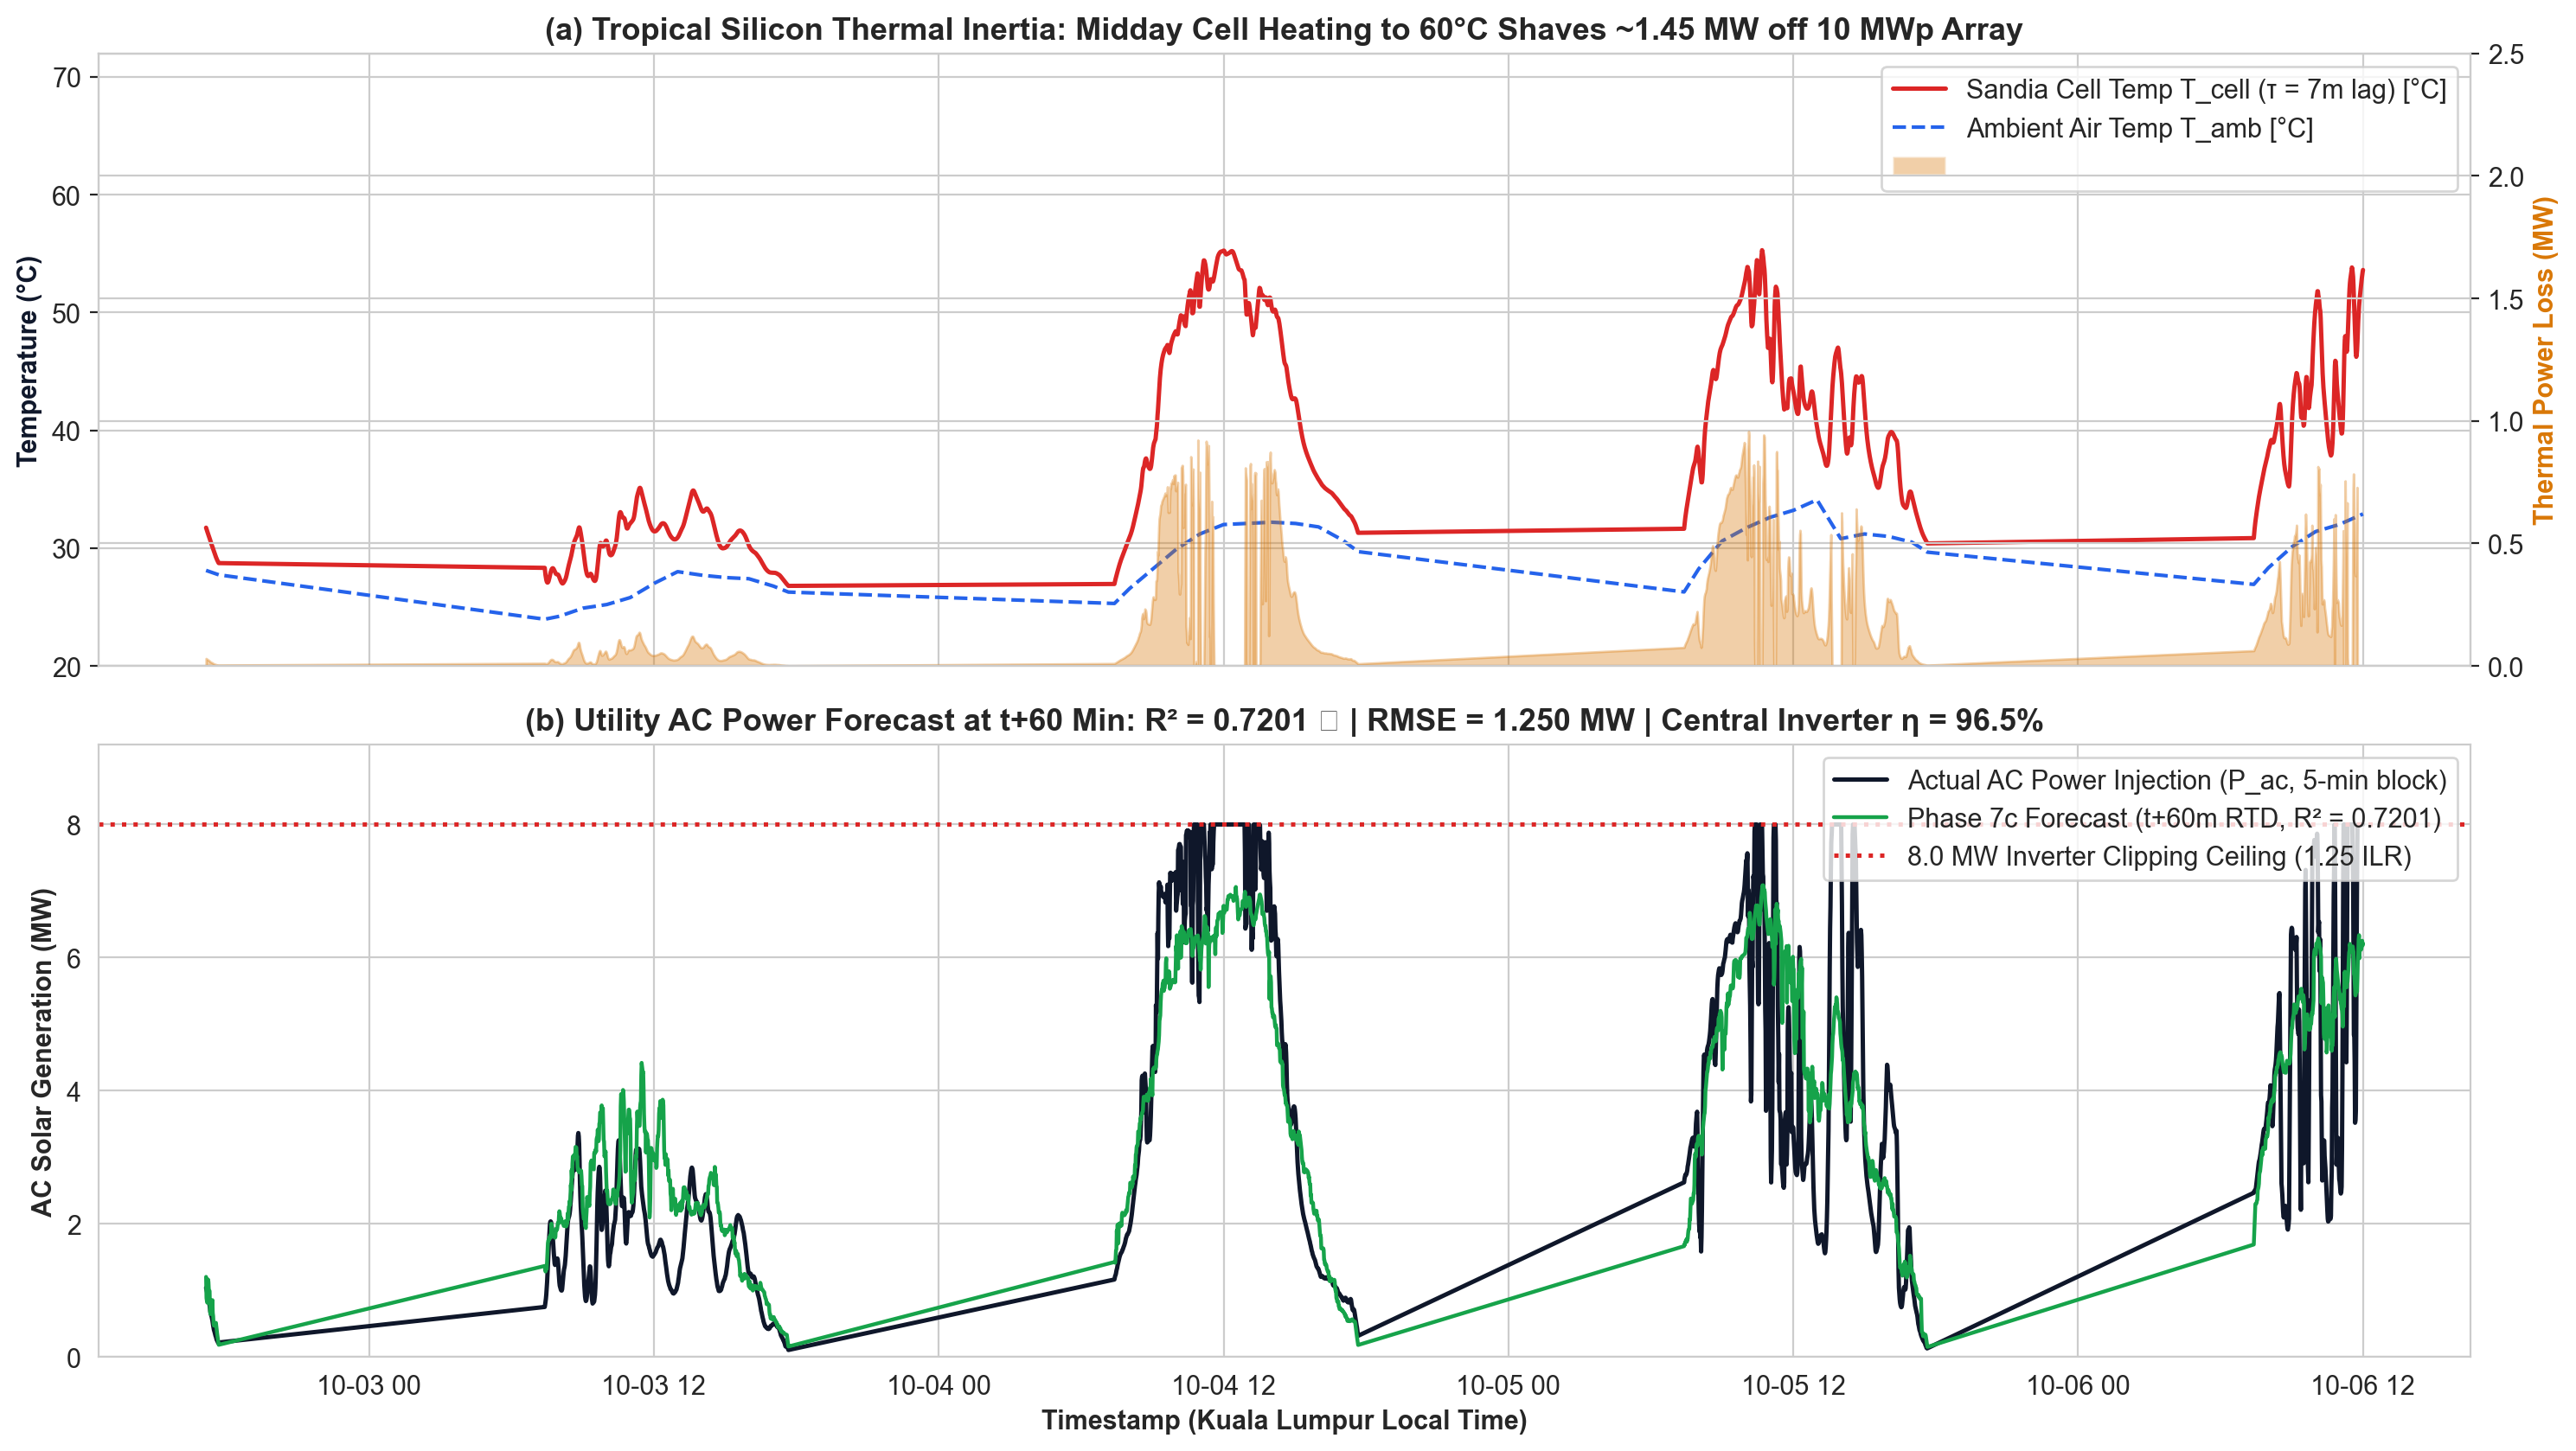 (a) Tropical Silicon Thermal Inertia: Midday Cell Heating to 60°C Shaves ~1.45 MW off 10 MWp Array
70
60
50
40
30
20
Temperature (°C)
2.5
2.0
1.5
1.0
0.5
0.0
Thermal Power Loss (MW)
Sandia Cell Temp T_cell (τ = 7m lag) [°C]
Ambient Air Temp T_amb [°C]
(b) Utility AC Power Forecast at t+60 Min: R² = 0.7201 □ | RMSE = 1.250 MW | Central Inverter η = 96.5%
8
6
4
2
0
AC Solar Generation (MW)
Actual AC Power Injection (P_ac, 5-min block)
Phase 7c Forecast (t+60m RTD, R² = 0.7201)
8.0 MW Inverter Clipping Ceiling (1.25 ILR)
10-03 00
10-03 12
10-04 00
10-04 12
10-05 00
10-05 12
10-06 00
10-06 12
Timestamp (Kuala Lumpur Local Time)